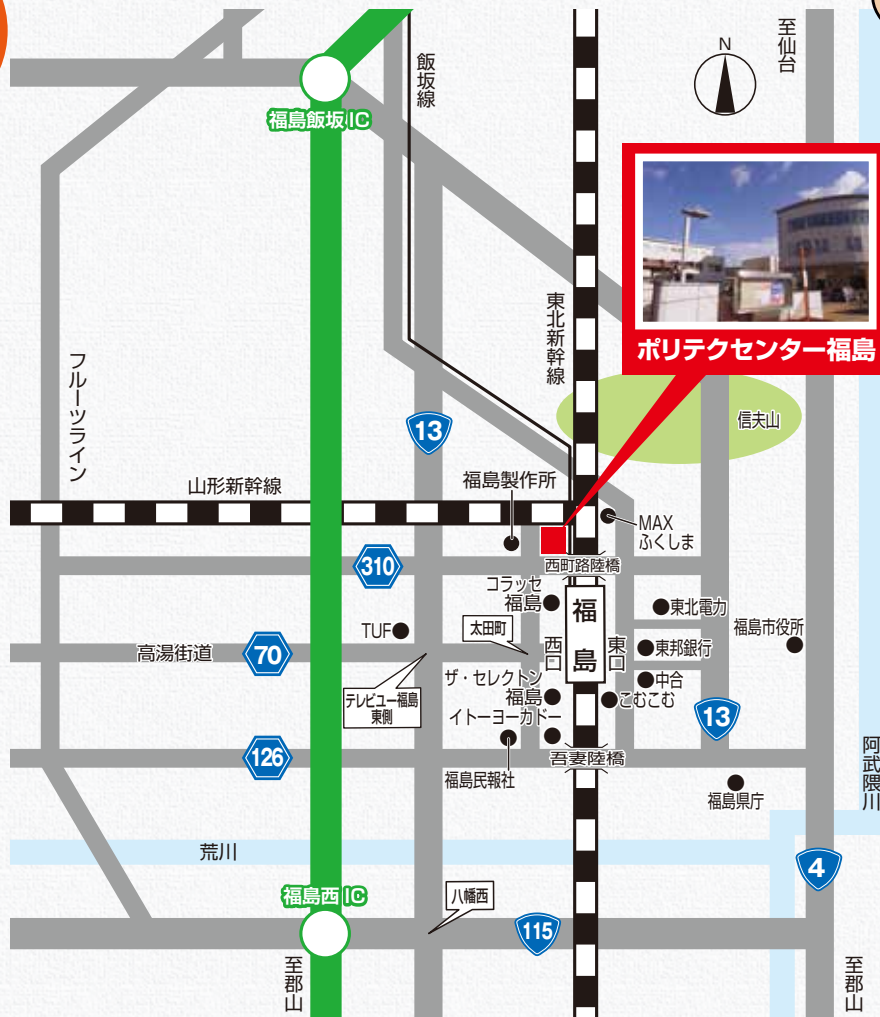 至仙台
N
飯坂線
福島飯坂IC
東北新幹線
ポリテクセンター福島
フルーツライン
13
信夫山
山形新幹線
福島製作所
MAX
ふくしま
310
西町路陸橋
コラッセ
福島
福島
東北電力
TUF
太田町
福島市役所
高湯街道
70
西口
東口
東邦銀行
ザ・セレクトン
福島
中合
テレビユー福島
東側
こむこむ
イトーヨーカドー
13
126
吾妻陸橋
福島民報社
福島県庁
阿武隈川
荒川
4
福島西IC
八幡西
115
至郡山
至郡山